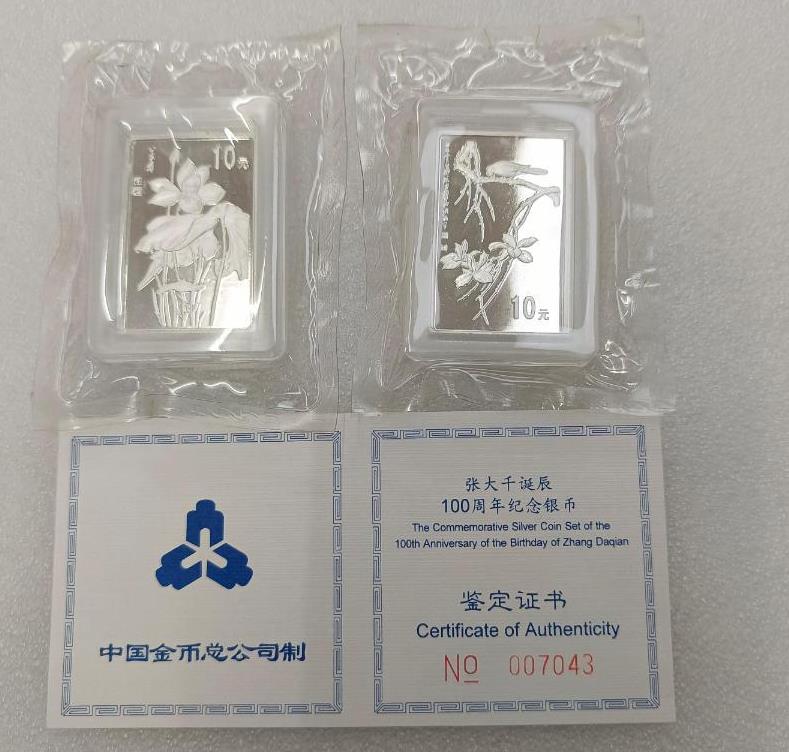 10元
10元
中国金币总公司制
张大千诞辰
100周年纪念银币
The Commemorative Silver Coin Set of the
100th Anniversary of the Birthday of Zhang Daqian
鉴定证书
Certificate of Authenticity
No 007043